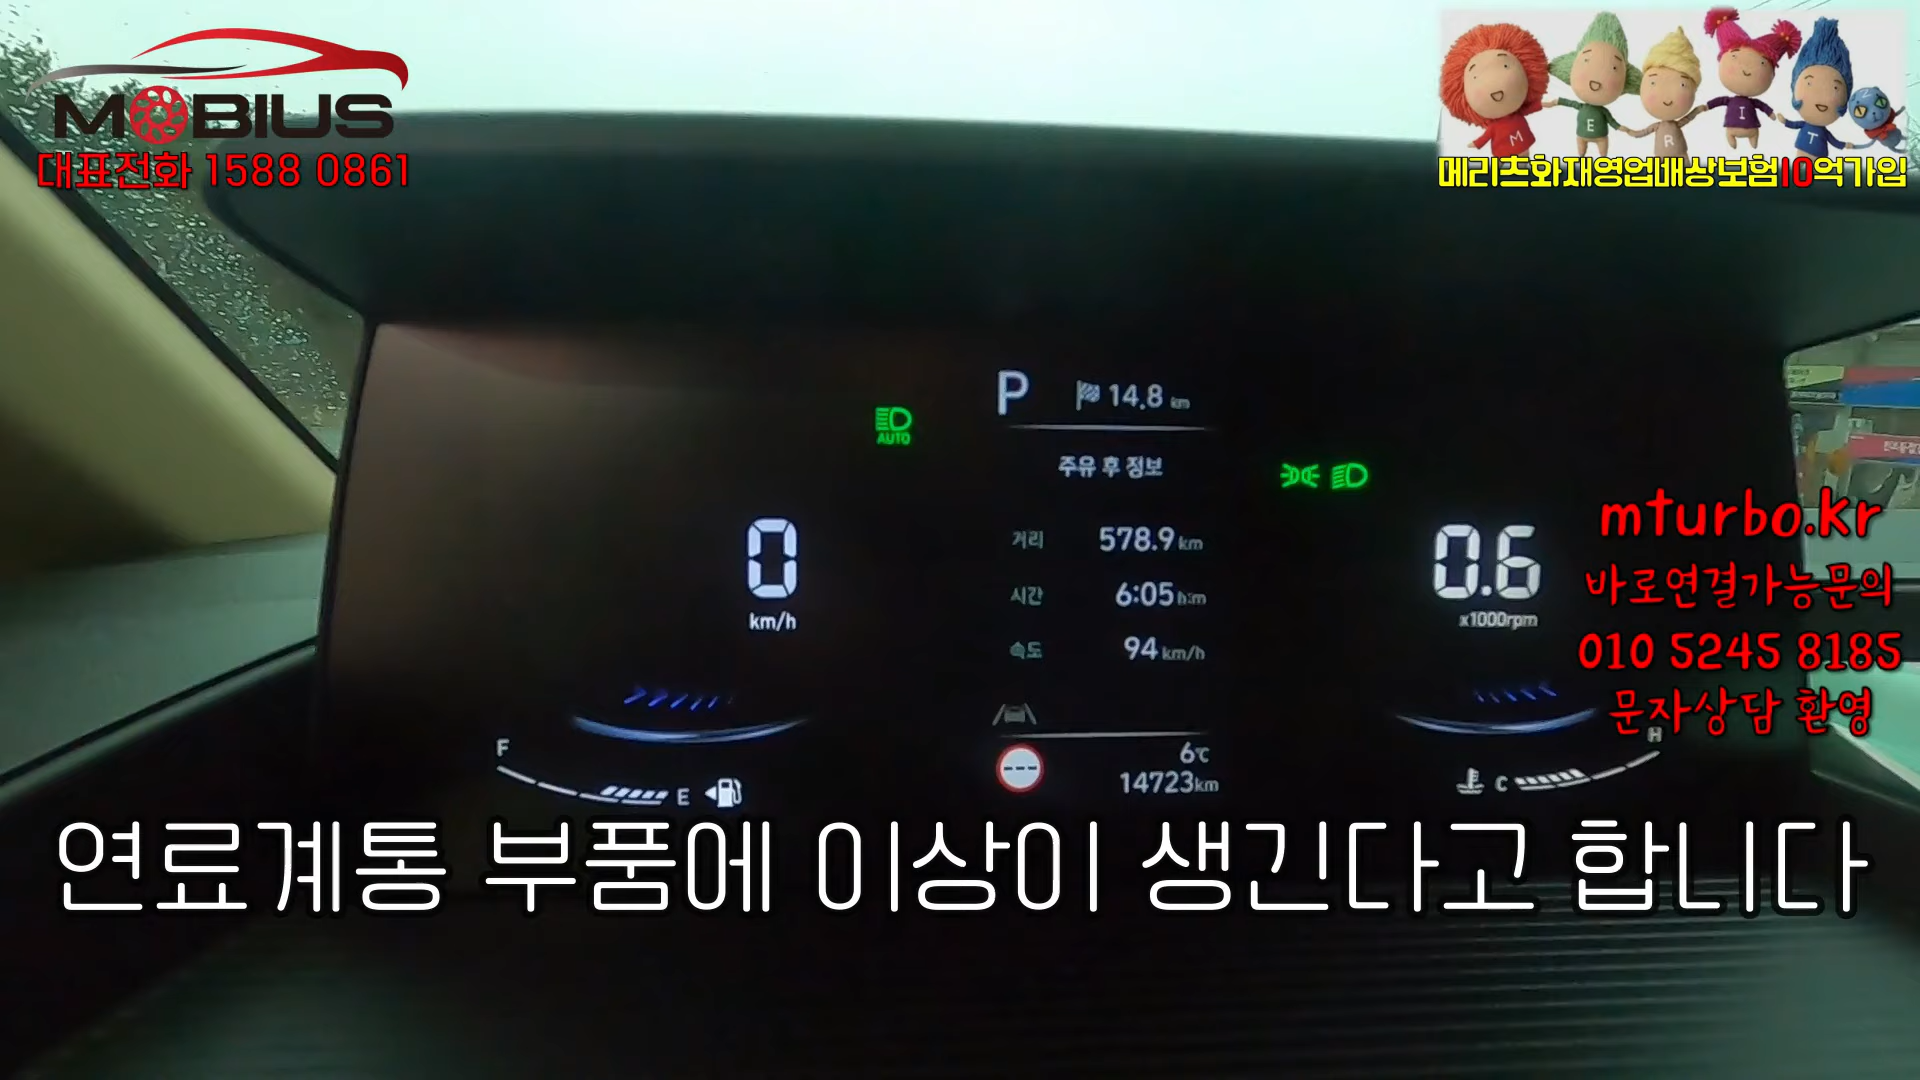 MOBIUS
대표전화 1588 0861
M E R I T Z
메리츠화재영업배상보험10억가입
P 14.8 km
AUTO
주유 후 정보
거리 578.9 km
시간 6:05 h:m
속도 94 km/h
0
km/h
0.6
x1000rpm
mturbo.kr
바로연결가능문의
010 5245 8185
문자상담 환영
F
E
---
6℃
14723 km
C
H
연료계통 부품에 이상이 생긴다고 합니다